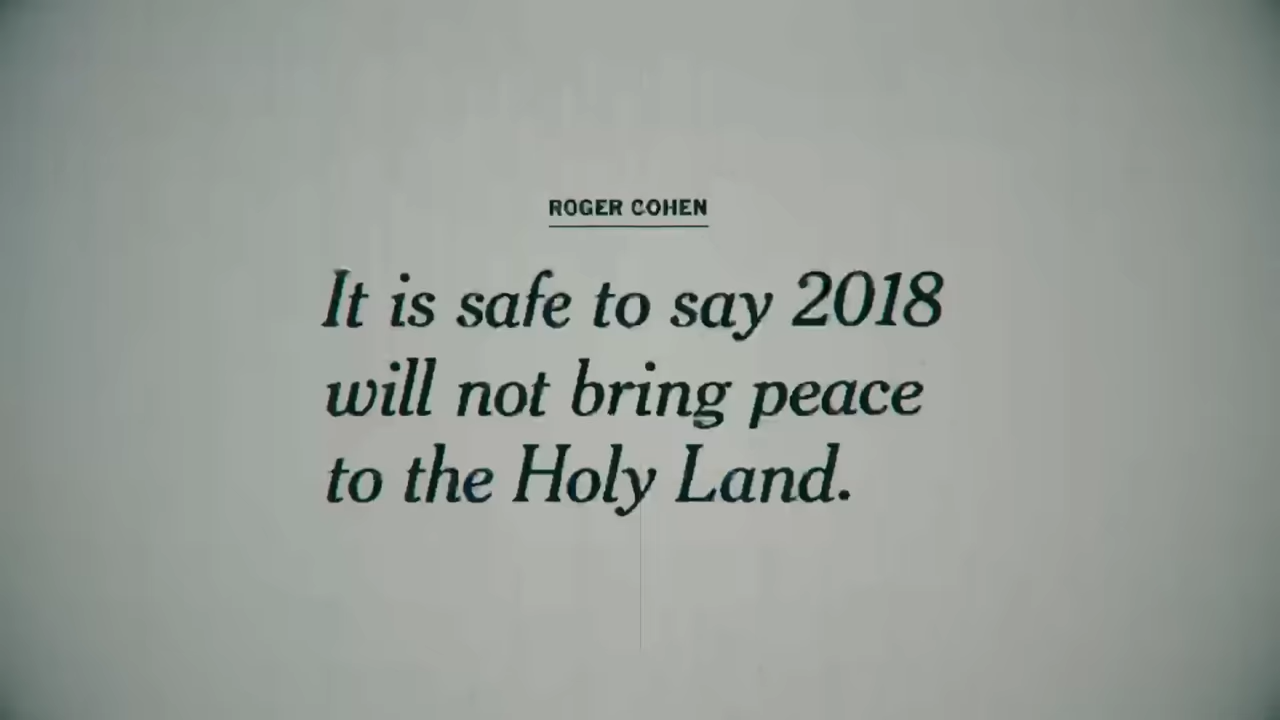 ROGER COHEN
It is safe to say 2018
will not bring peace
to the Holy Land.